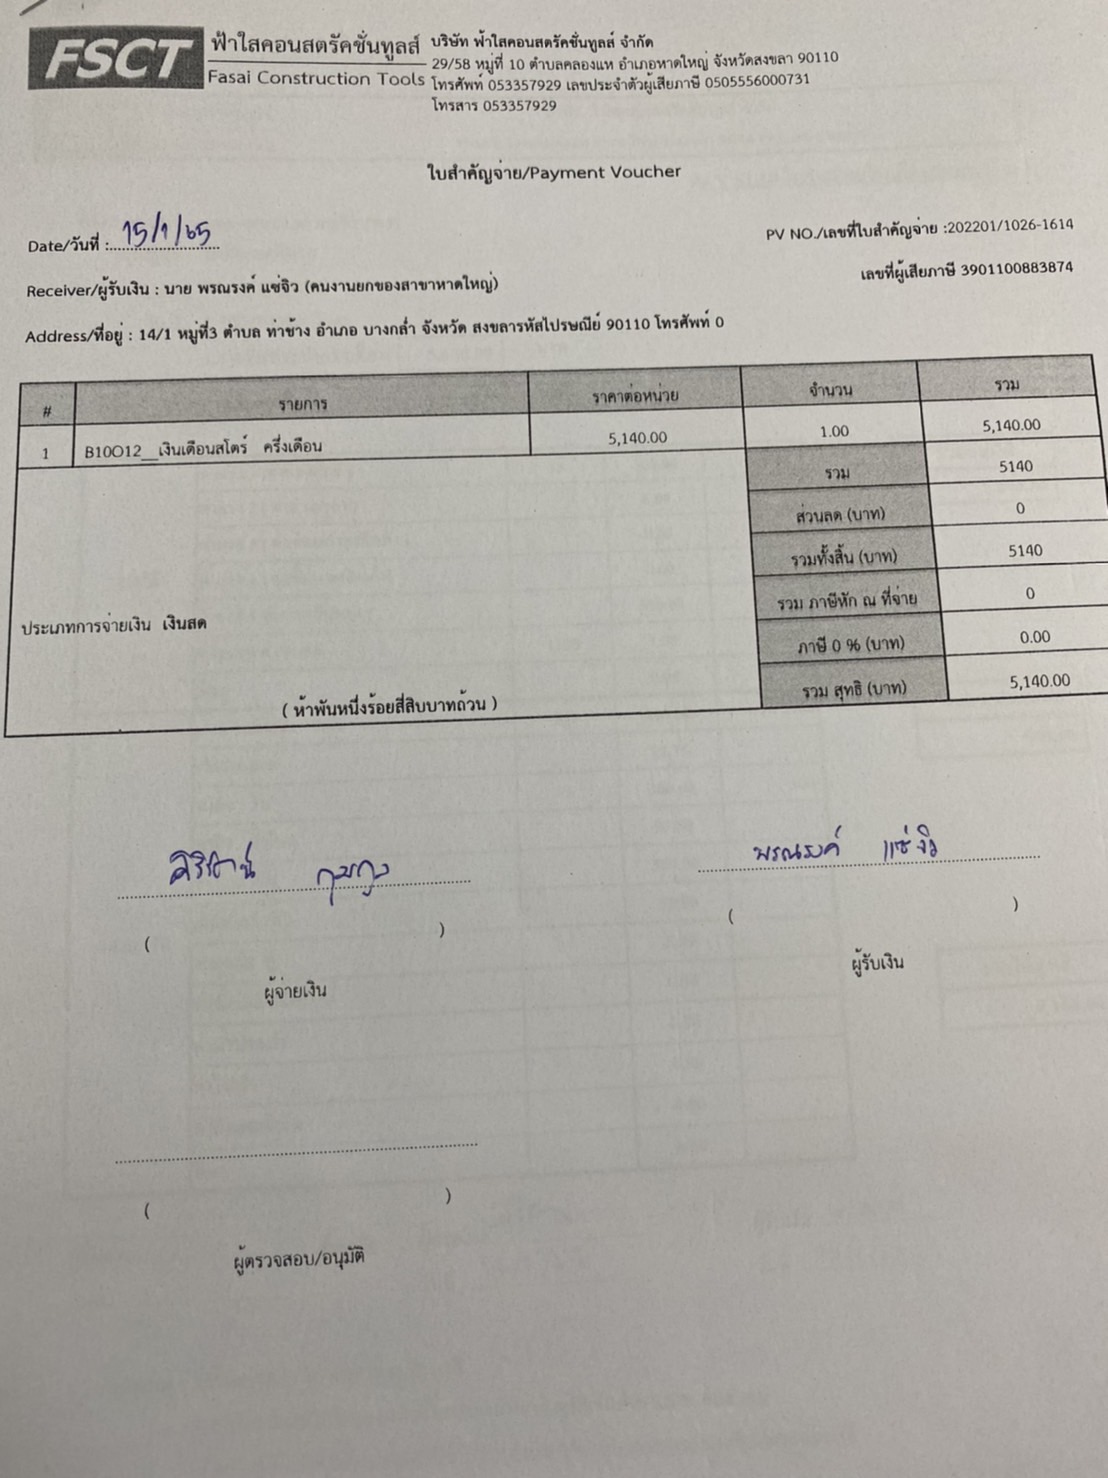 FSCT
ฟ้าใสคอนสตรัคชั่นทูลส์
Fasai Construction Tools
บริษัท ฟ้าใสคอนสตรัคชั่นทูลส์ จำกัด
29/58 หมู่ที่ 10 ตำบลคลองแห อำเภอหาดใหญ่ จังหวัดสงขลา 90110
โทรศัพท์ 053357929 เลขประจำตัวผู้เสียภาษี 0505556000731
โทรสาร 053357929
ใบสำคัญจ่าย/Payment Voucher
Date/วันที่ : 15/1/65
PV NO./เลขที่ใบสำคัญจ่าย :202201/1026-1614
Receiver/ผู้รับเงิน : นาย พรณรงค์ แซ่จิว (คนงานยกของสาขาหาดใหญ่)
เลขที่ผู้เสียภาษี 3901100883874
Address/ที่อยู่ : 14/1 หมู่ที่3 ตำบล ท่าช้าง อำเภอ บางกล่ำ จังหวัด สงขลารหัสไปรษณีย์ 90110 โทรศัพท์ 0
# รายการ ราคาต่อหน่วย จำนวน รวม
1 B10O12__เงินเดือนสโตร์ ครึ่งเดือน 5,140.00 1.00 5,140.00
รวม 5140
ส่วนลด (บาท) 0
รวมทั้งสิ้น (บาท) 5140
รวม ภาษีหัก ณ ที่จ่าย 0
ประเภทการจ่ายเงิน เงินสด
ภาษี 0 % (บาท) 0.00
รวม สุทธิ (บาท) 5,140.00
( ห้าพันหนึ่งร้อยสี่สิบบาทถ้วน )
พรณรงค์ แซ่จิว
( )
( )
ผู้จ่ายเงิน
ผู้รับเงิน
( )
ผู้ตรวจสอบ/อนุมัติ